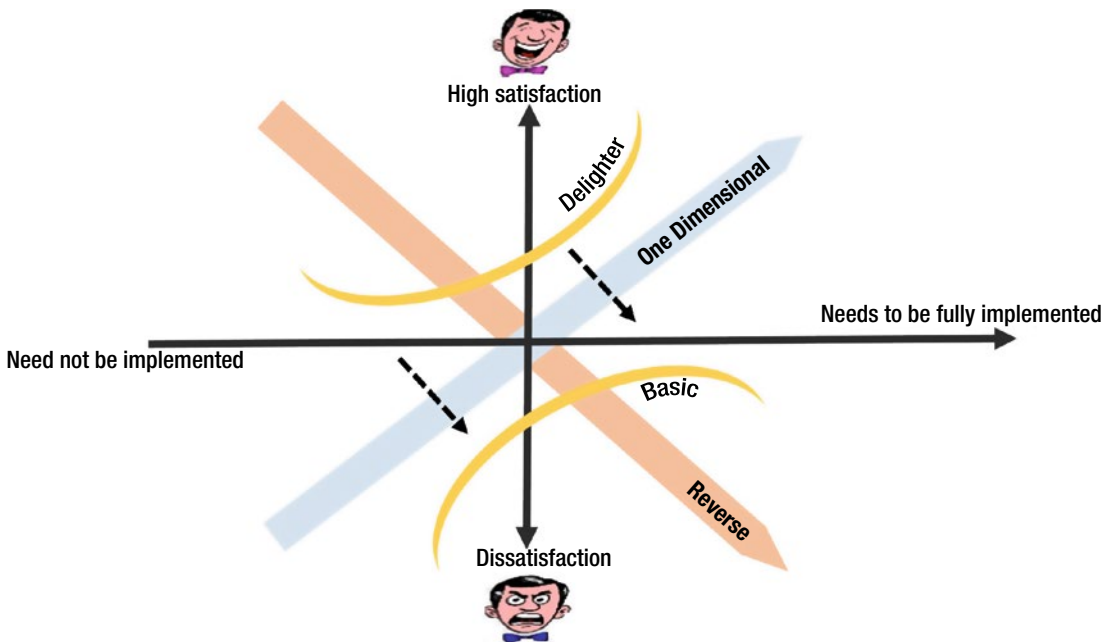 High satisfaction
Delighter
One Dimensional
Needs to be fully implemented
Need not be implemented
Basic
Reverse
Dissatisfaction